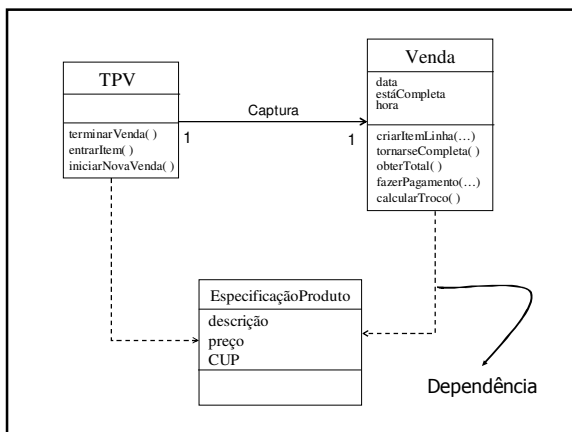 TPV
terminarVenda( )
entrarItem( )
iniciarNovaVenda( )
Captura
1
1
Venda
data
estáCompleta
hora
criarItemLinha(…)
tornarseCompleta( )
obterTotal( )
fazerPagamento(…)
calcularTroco( )
EspecificaçãoProduto
descrição
preço
CUP
Dependência